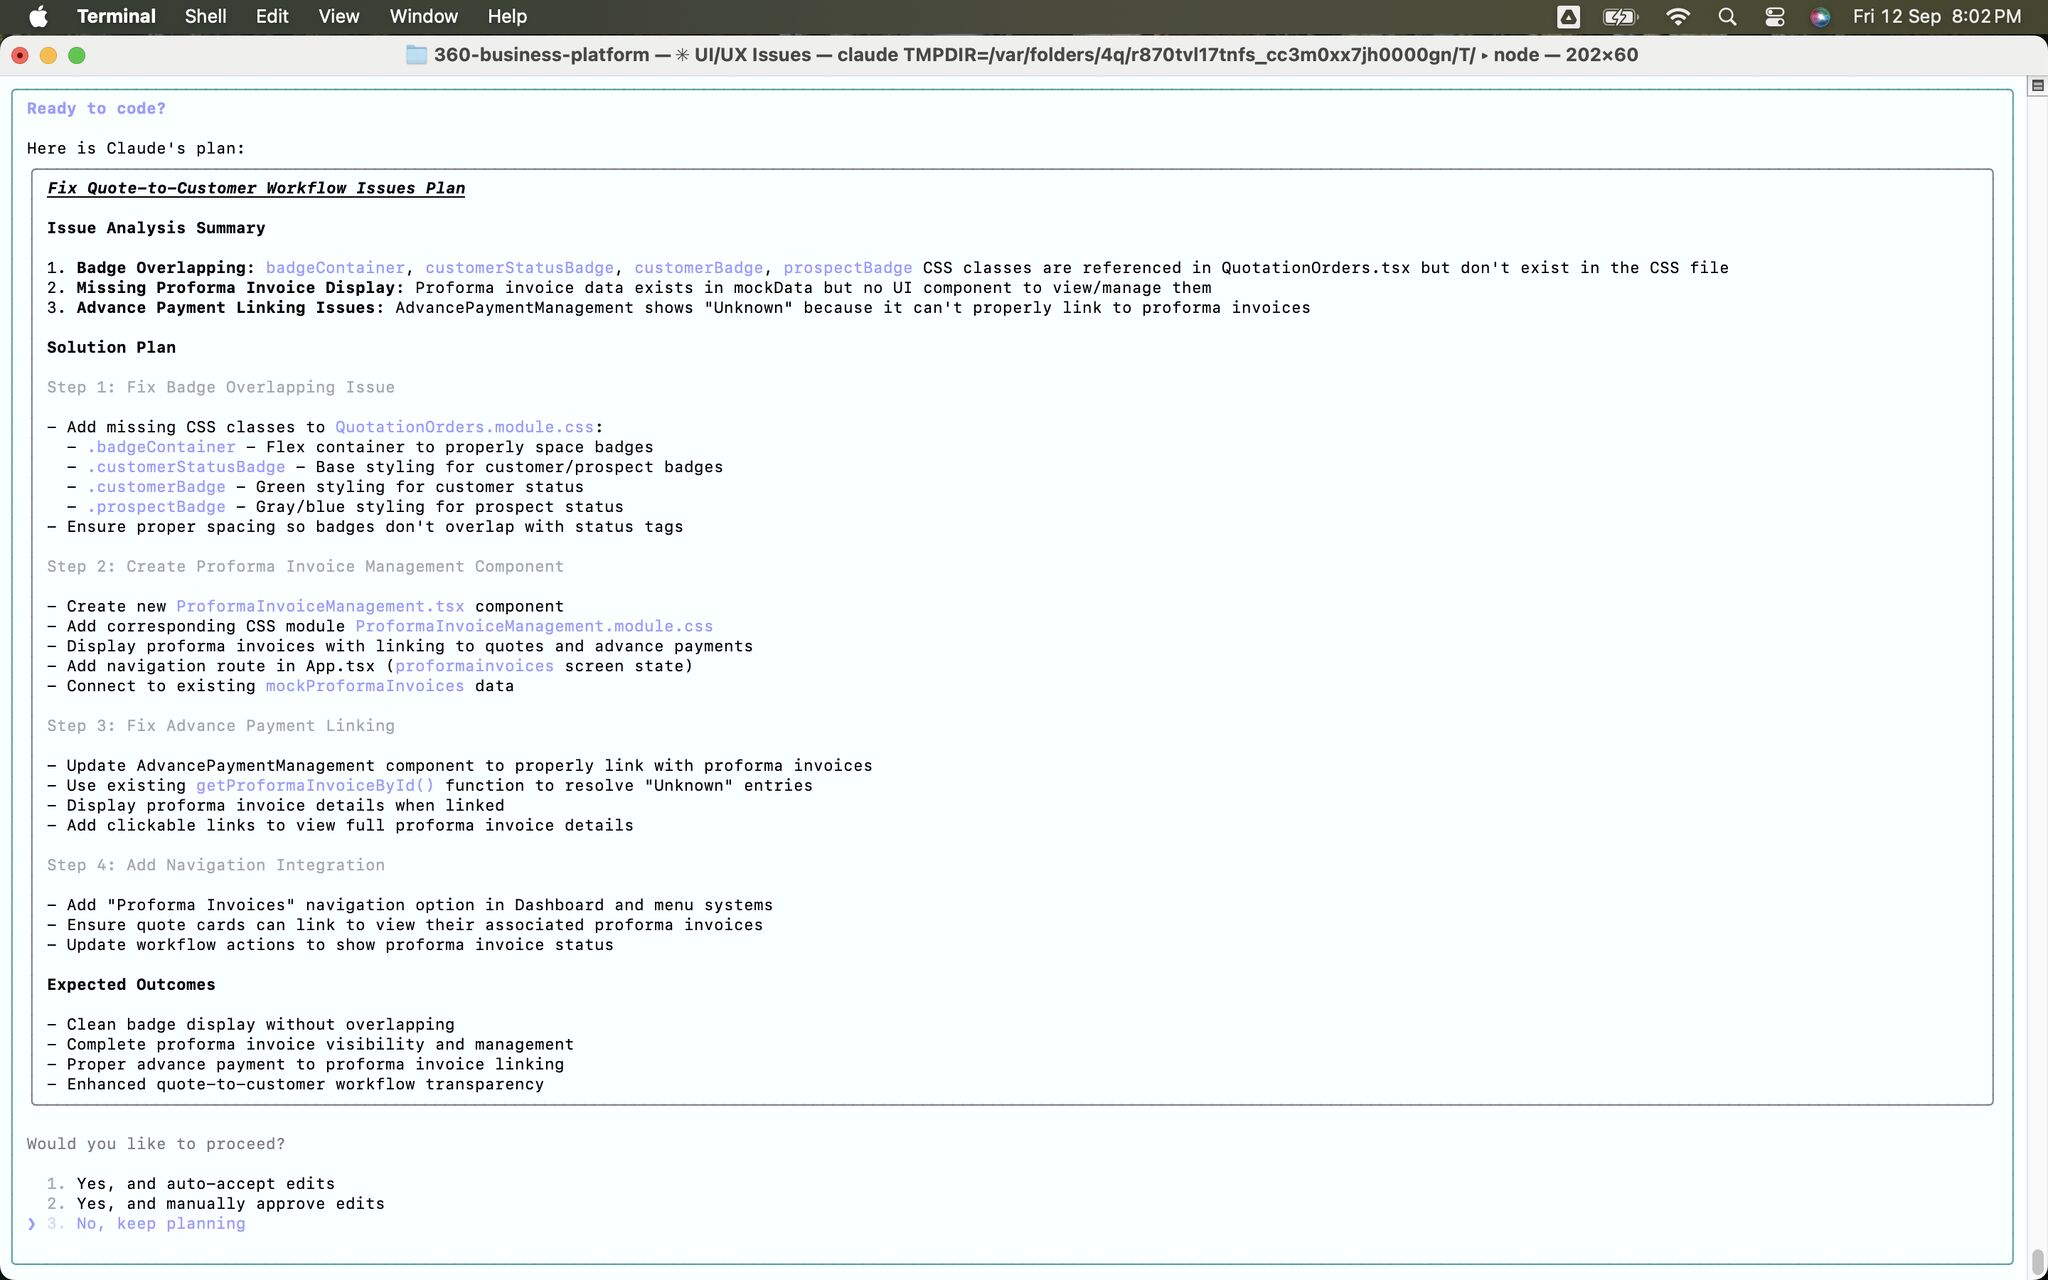 Terminal Shell Edit View Window Help Fri 12 Sep 8:02 PM
360-business-platform — ✳ UI/UX Issues — claude TMPDIR=/var/folders/4q/r870tvl17tnfs_cc3m0xx7jh0000gn/T/ ▸ node — 202×60
Ready to code?
Here is Claude's plan:
Fix Quote-to-Customer Workflow Issues Plan
Issue Analysis Summary
1. Badge Overlapping: badgeContainer, customerStatusBadge, customerBadge, prospectBadge CSS classes are referenced in QuotationOrders.tsx but don't exist in the CSS file
2. Missing Proforma Invoice Display: Proforma invoice data exists in mockData but no UI component to view/manage them
3. Advance Payment Linking Issues: AdvancePaymentManagement shows "Unknown" because it can't properly link to proforma invoices
Solution Plan
Step 1: Fix Badge Overlapping Issue
- Add missing CSS classes to QuotationOrders.module.css:
- .badgeContainer - Flex container to properly space badges
- .customerStatusBadge - Base styling for customer/prospect badges
- .customerBadge - Green styling for customer status
- .prospectBadge - Gray/blue styling for prospect status
- Ensure proper spacing so badges don't overlap with status tags
Step 2: Create Proforma Invoice Management Component
- Create new ProformaInvoiceManagement.tsx component
- Add corresponding CSS module ProformaInvoiceManagement.module.css
- Display proforma invoices with linking to quotes and advance payments
- Add navigation route in App.tsx (proformainvoices screen state)
- Connect to existing mockProformaInvoices data
Step 3: Fix Advance Payment Linking
- Update AdvancePaymentManagement component to properly link with proforma invoices
- Use existing getProformaInvoiceById() function to resolve "Unknown" entries
- Display proforma invoice details when linked
- Add clickable links to view full proforma invoice details
Step 4: Add Navigation Integration
- Add "Proforma Invoices" navigation option in Dashboard and menu systems
- Ensure quote cards can link to view their associated proforma invoices
- Update workflow actions to show proforma invoice status
Expected Outcomes
- Clean badge display without overlapping
- Complete proforma invoice visibility and management
- Proper advance payment to proforma invoice linking
- Enhanced quote-to-customer workflow transparency
Would you like to proceed?
1. Yes, and auto-accept edits
2. Yes, and manually approve edits
❯ 3. No, keep planning